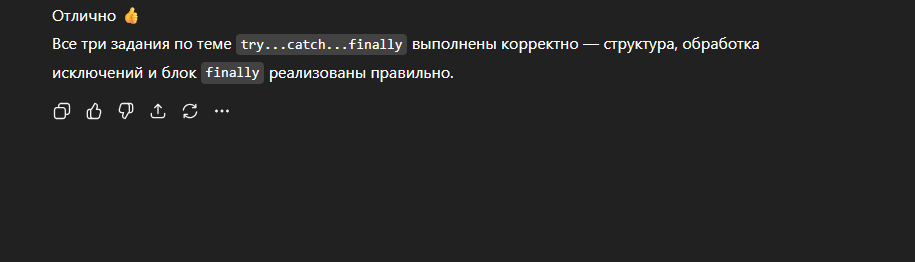 Отлично 👍
Все три задания по теме try...catch...finally выполнены корректно — структура, обработка
исключений и блок finally реализованы правильно.